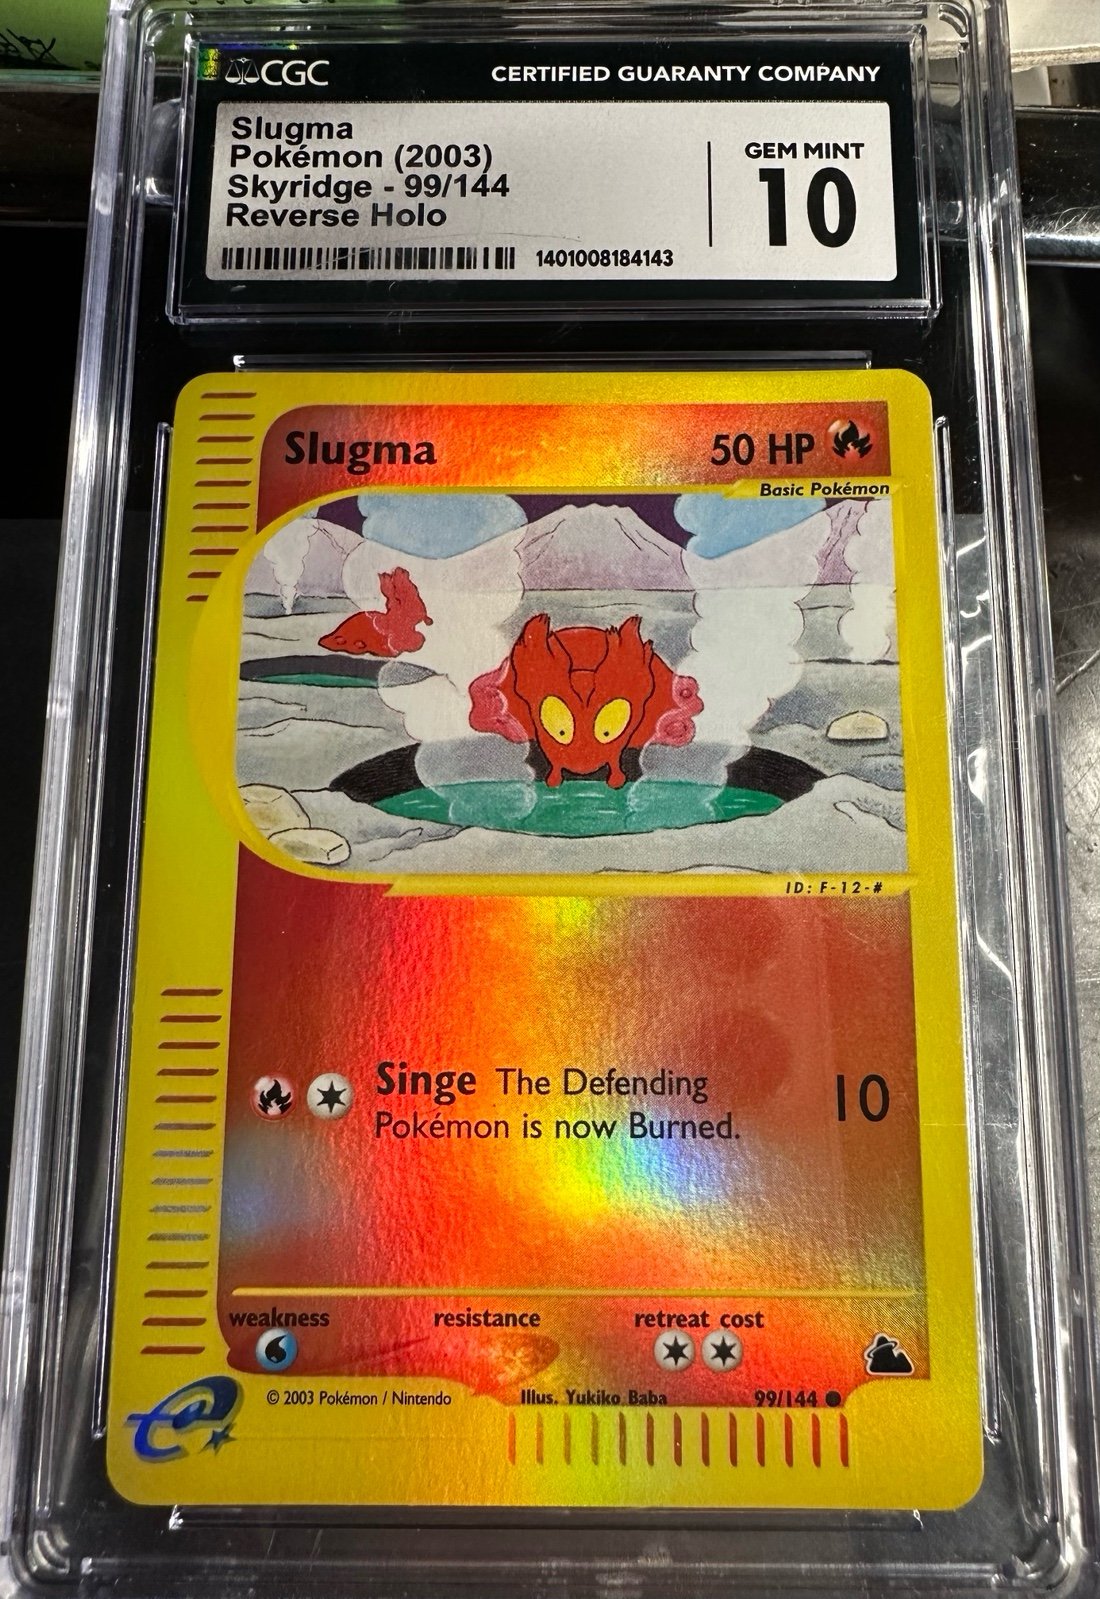 CGC
CERTIFIED GUARANTY COMPANY
Slugma
Pokémon (2003)
Skyridge - 99/144
Reverse Holo
GEM MINT
10
1401008184143
Slugma
50 HP
Basic Pokémon
ID: F-12-#
Singe The Defending
Pokémon is now Burned.
10
weakness
resistance
retreat cost
© 2003 Pokémon / Nintendo
Illus. Yukiko Baba
99/144
e